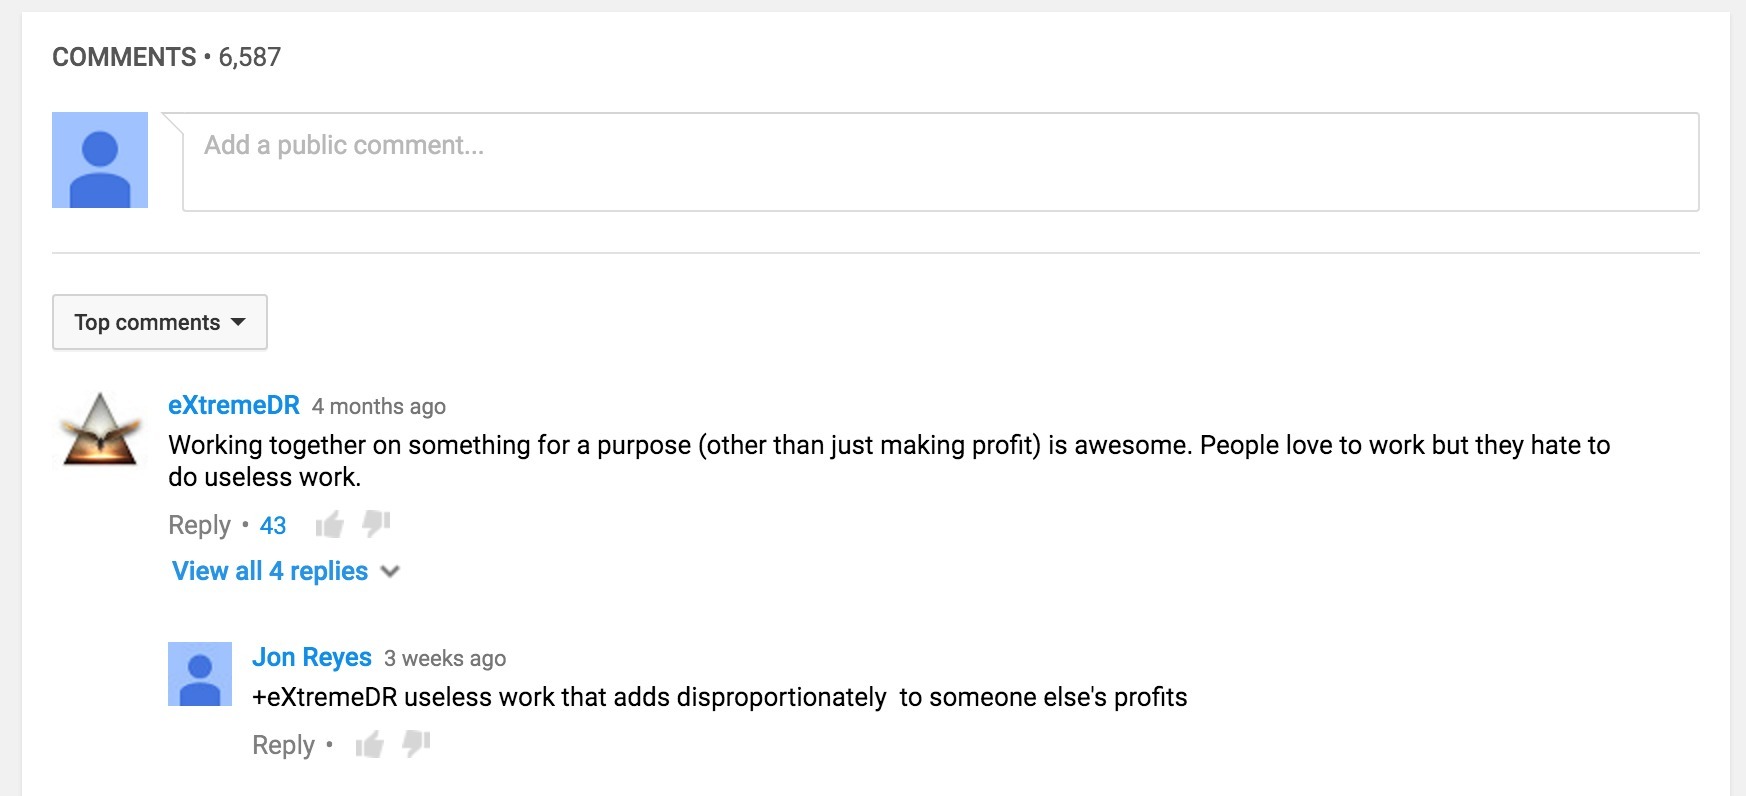 COMMENTS • 6,587
Add a public comment...
Top comments
eXtremeDR 4 months ago
Working together on something for a purpose (other than just making profit) is awesome. People love to work but they hate to
do useless work.
Reply • 43
View all 4 replies
Jon Reyes 3 weeks ago
+eXtremeDR useless work that adds disproportionately  to someone else's profits
Reply •